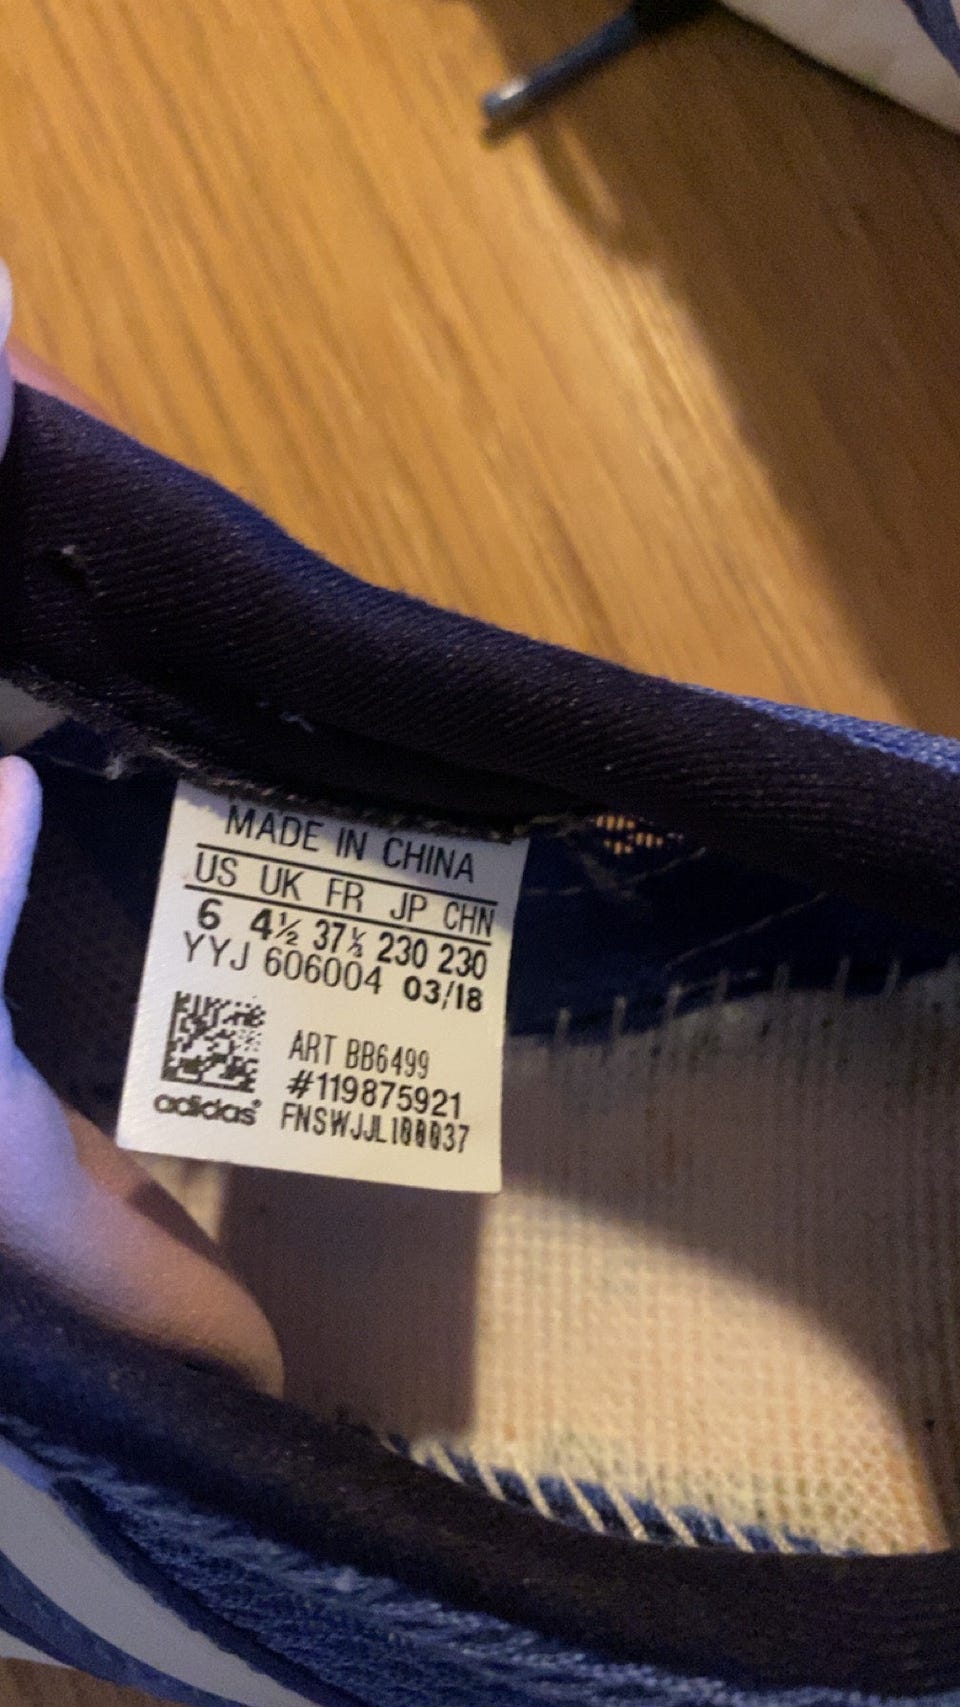 MADE IN CHINA
US UK FR JP CHN
6 4½ 37⅓ 230 230
YYJ 606004 03/18
ART BB6499
#119875921
adidas®
FNSWJJL180037